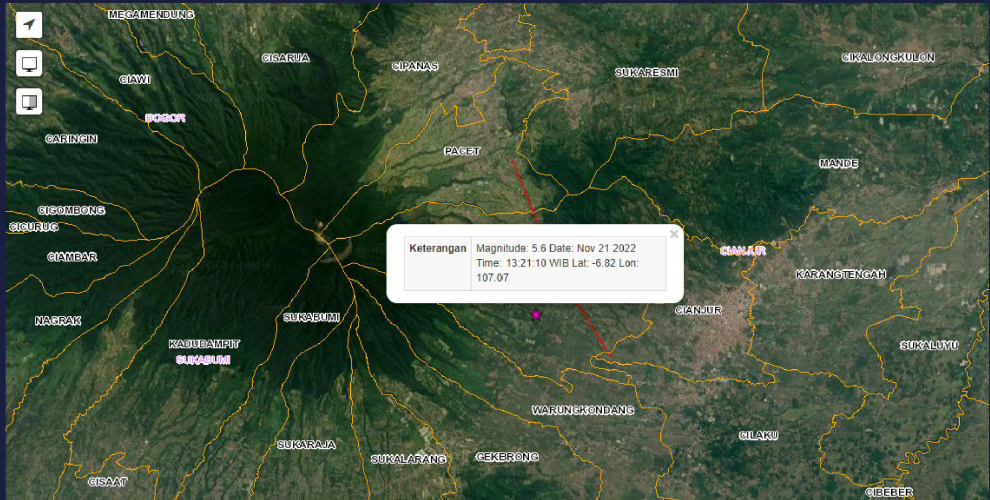 MEGAMENDUNG
CISARUA
CIPANAS
CIKALONGKULON
SUKARESMI
CIAWI
BOGOR
CARINGIN
PACET
MANDE
CIGOMBONG
CICURUG
CIAMBAR
CIANJUR
KARANGTENGAH
Keterangan
Magnitude: 5.6 Date: Nov 21 2022
Time: 13:21:10 WIB Lat: -6.82 Lon:
107.07
NAGRAK
SUKABUMI
CIANJUR
KADUDAMPIT
SUKABUMI
SUKALUYU
WARUNGKONDANG
CILAKU
SUKARAJA
SUKALARANG
GEKBRONG
CISAAT
CIBEBER